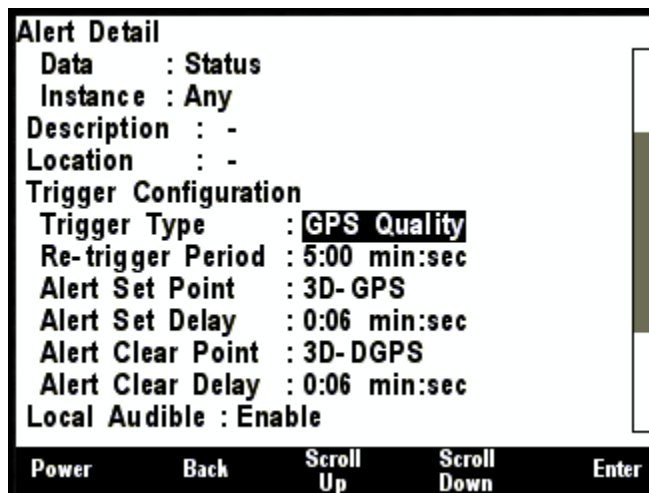 Alert Detail
Data : Status
Instance : Any
Description : -
Location : -
Trigger Configuration
Trigger Type : GPS Quality
Re-trigger Period : 5:00 min:sec
Alert Set Point : 3D-GPS
Alert Set Delay : 0:06 min:sec
Alert Clear Point : 3D-DGPS
Alert Clear Delay : 0:06 min:sec
Local Audible : Enable
Power Back Scroll Up Scroll Down Enter